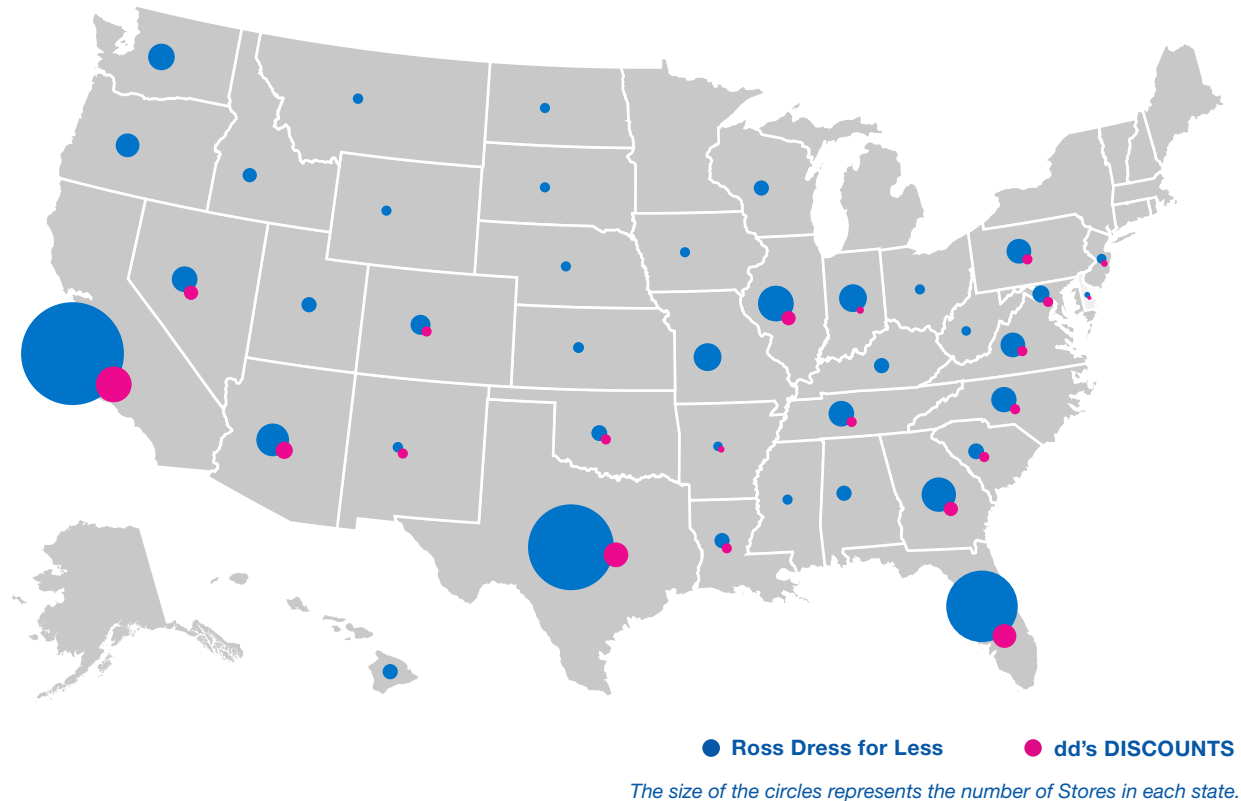 Ross Dress for Less
dd's DISCOUNTS
The size of the circles represents the number of Stores in each state.